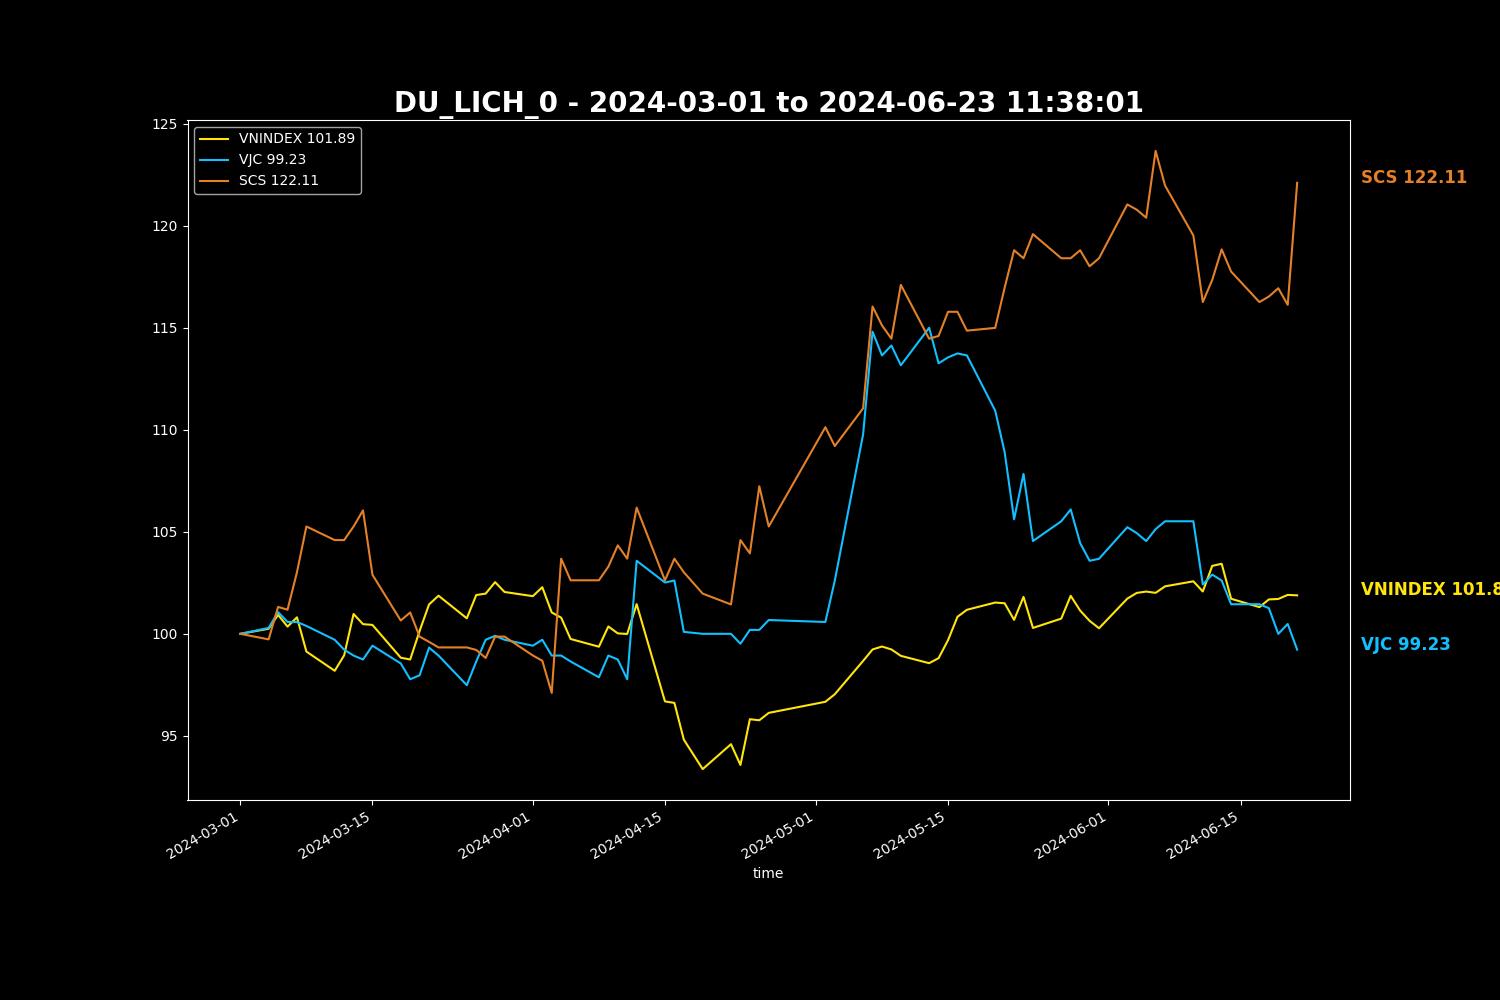 DU_LICH_0 - 2024-03-01 to 2024-06-23 11:38:01
125
120
115
110
105
100
95
VNINDEX 101.89
VJC 99.23
SCS 122.11
SCS 122.11
VNINDEX 101.8
VJC 99.23
2024-03-01
2024-03-15
2024-04-01
2024-04-15
2024-05-01
2024-05-15
2024-06-01
2024-06-15
time